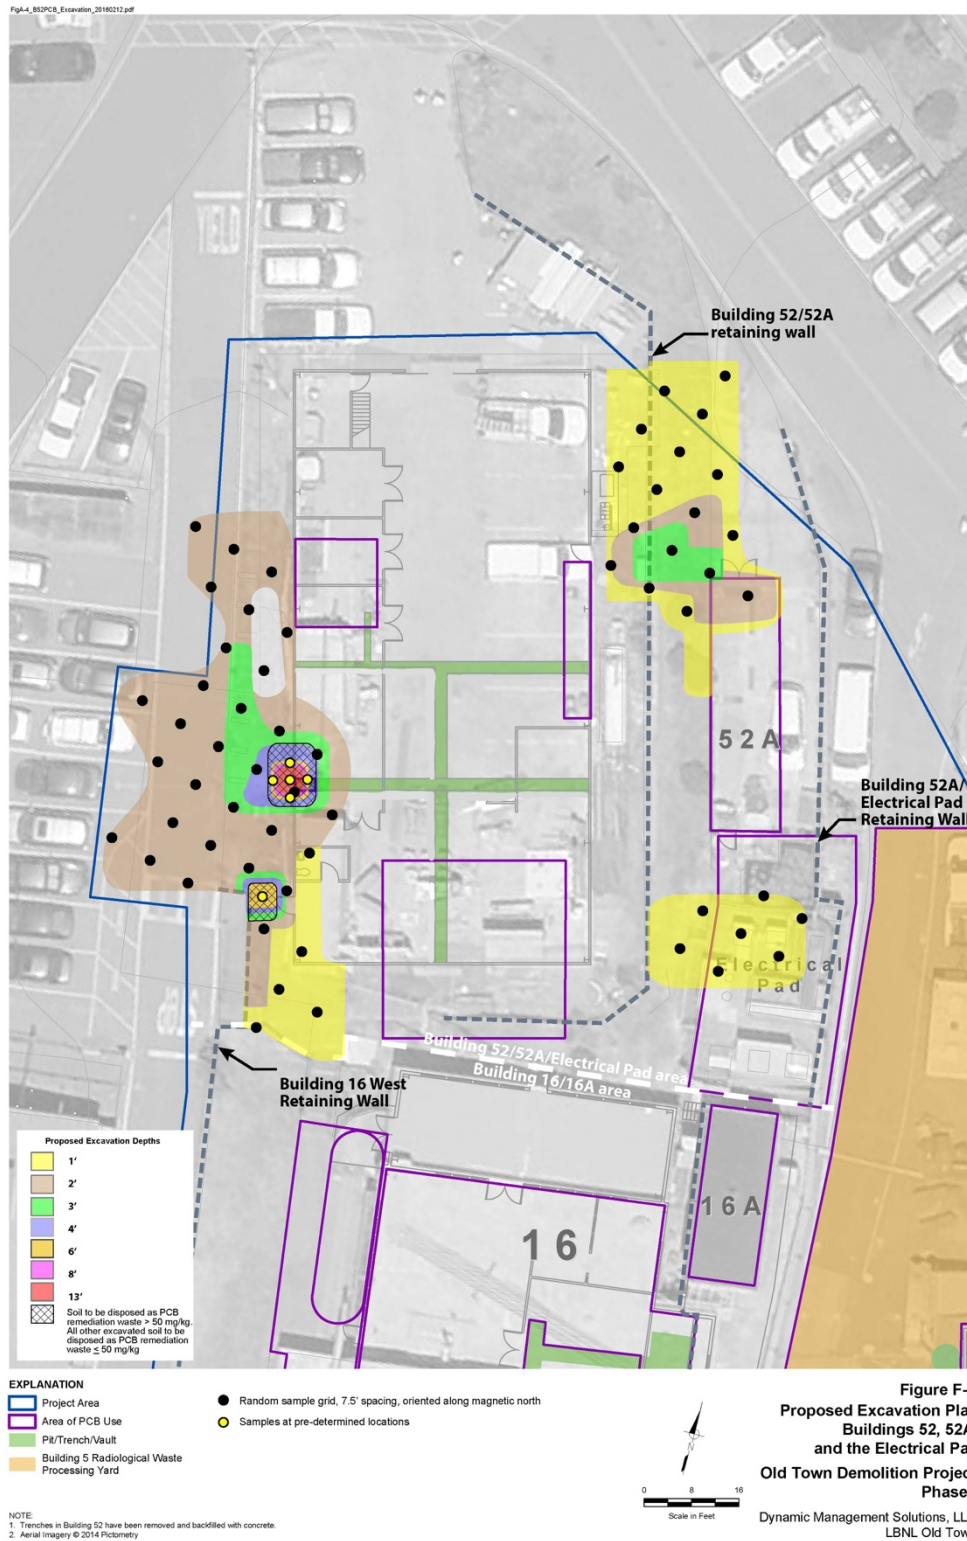 FigA-4_B52PCB_Excavation_20160212.pdf
Building 52/52A
retaining wall
52A
Building 52A/
Electrical Pad
Retaining Wall
Electrical
Pad
Building 52/52A/Electrical Pad area
Building 16/16A area
Building 16 West
Retaining Wall
16A
16
Proposed Excavation Depths
1'
2'
3'
4'
6'
8'
13'
Soil to be disposed as PCB
remediation waste > 50 mg/kg.
All other excavated soil to be
disposed as PCB remediation
waste ≤ 50 mg/kg
EXPLANATION
Project Area
Area of PCB Use
Pit/Trench/Vault
Building 5 Radiological Waste
Processing Yard
Random sample grid, 7.5' spacing, oriented along magnetic north
Samples at pre-determined locations
N
0 8 16
Scale in Feet
Figure F-
Proposed Excavation Pla
Buildings 52, 52A
and the Electrical Pa
Old Town Demolition Projec
Phase
Dynamic Management Solutions, LL
LBNL Old Tow
NOTE:
1. Trenches in Building 52 have been removed and backfilled with concrete.
2. Aerial Imagery © 2014 Pictometry